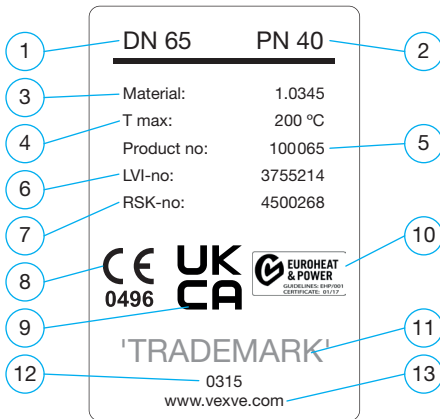 1 DN 65 PN 40 2
3 Material: 1.0345
4 T max: 200 ºC
Product no: 100065 5
6 LVI-no: 3755214
7 RSK-no: 4500268
8 CE 0496
9 UK CA
10 EUROHEAT
& POWER
GUIDELINES: EHP/001
CERTIFICATE: 01/17
'TRADEMARK' 11
12 0315
www.vexve.com 13